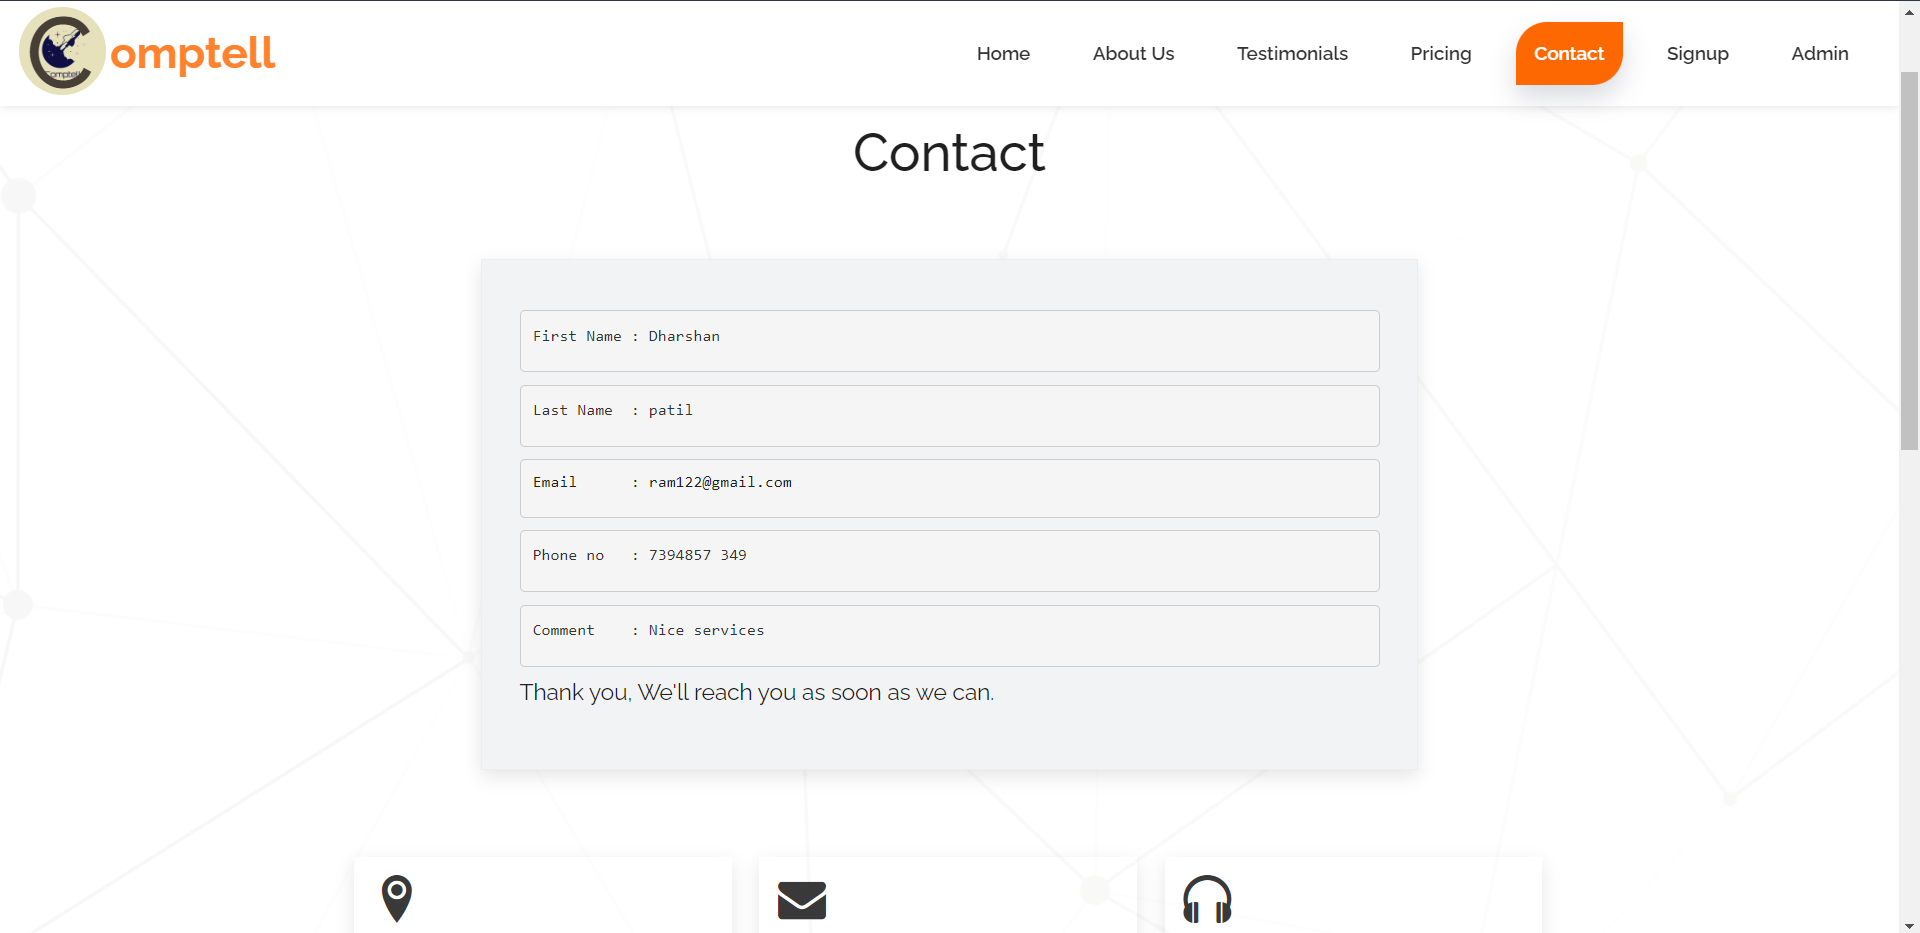 Comptell
omptell
Home About Us Testimonials Pricing Contact Signup Admin
Contact
First Name : Dharshan
Last Name  : patil
Email      : ram122@gmail.com
Phone no   : 7394857 349
Comment    : Nice services
Thank you, We'll reach you as soon as we can.